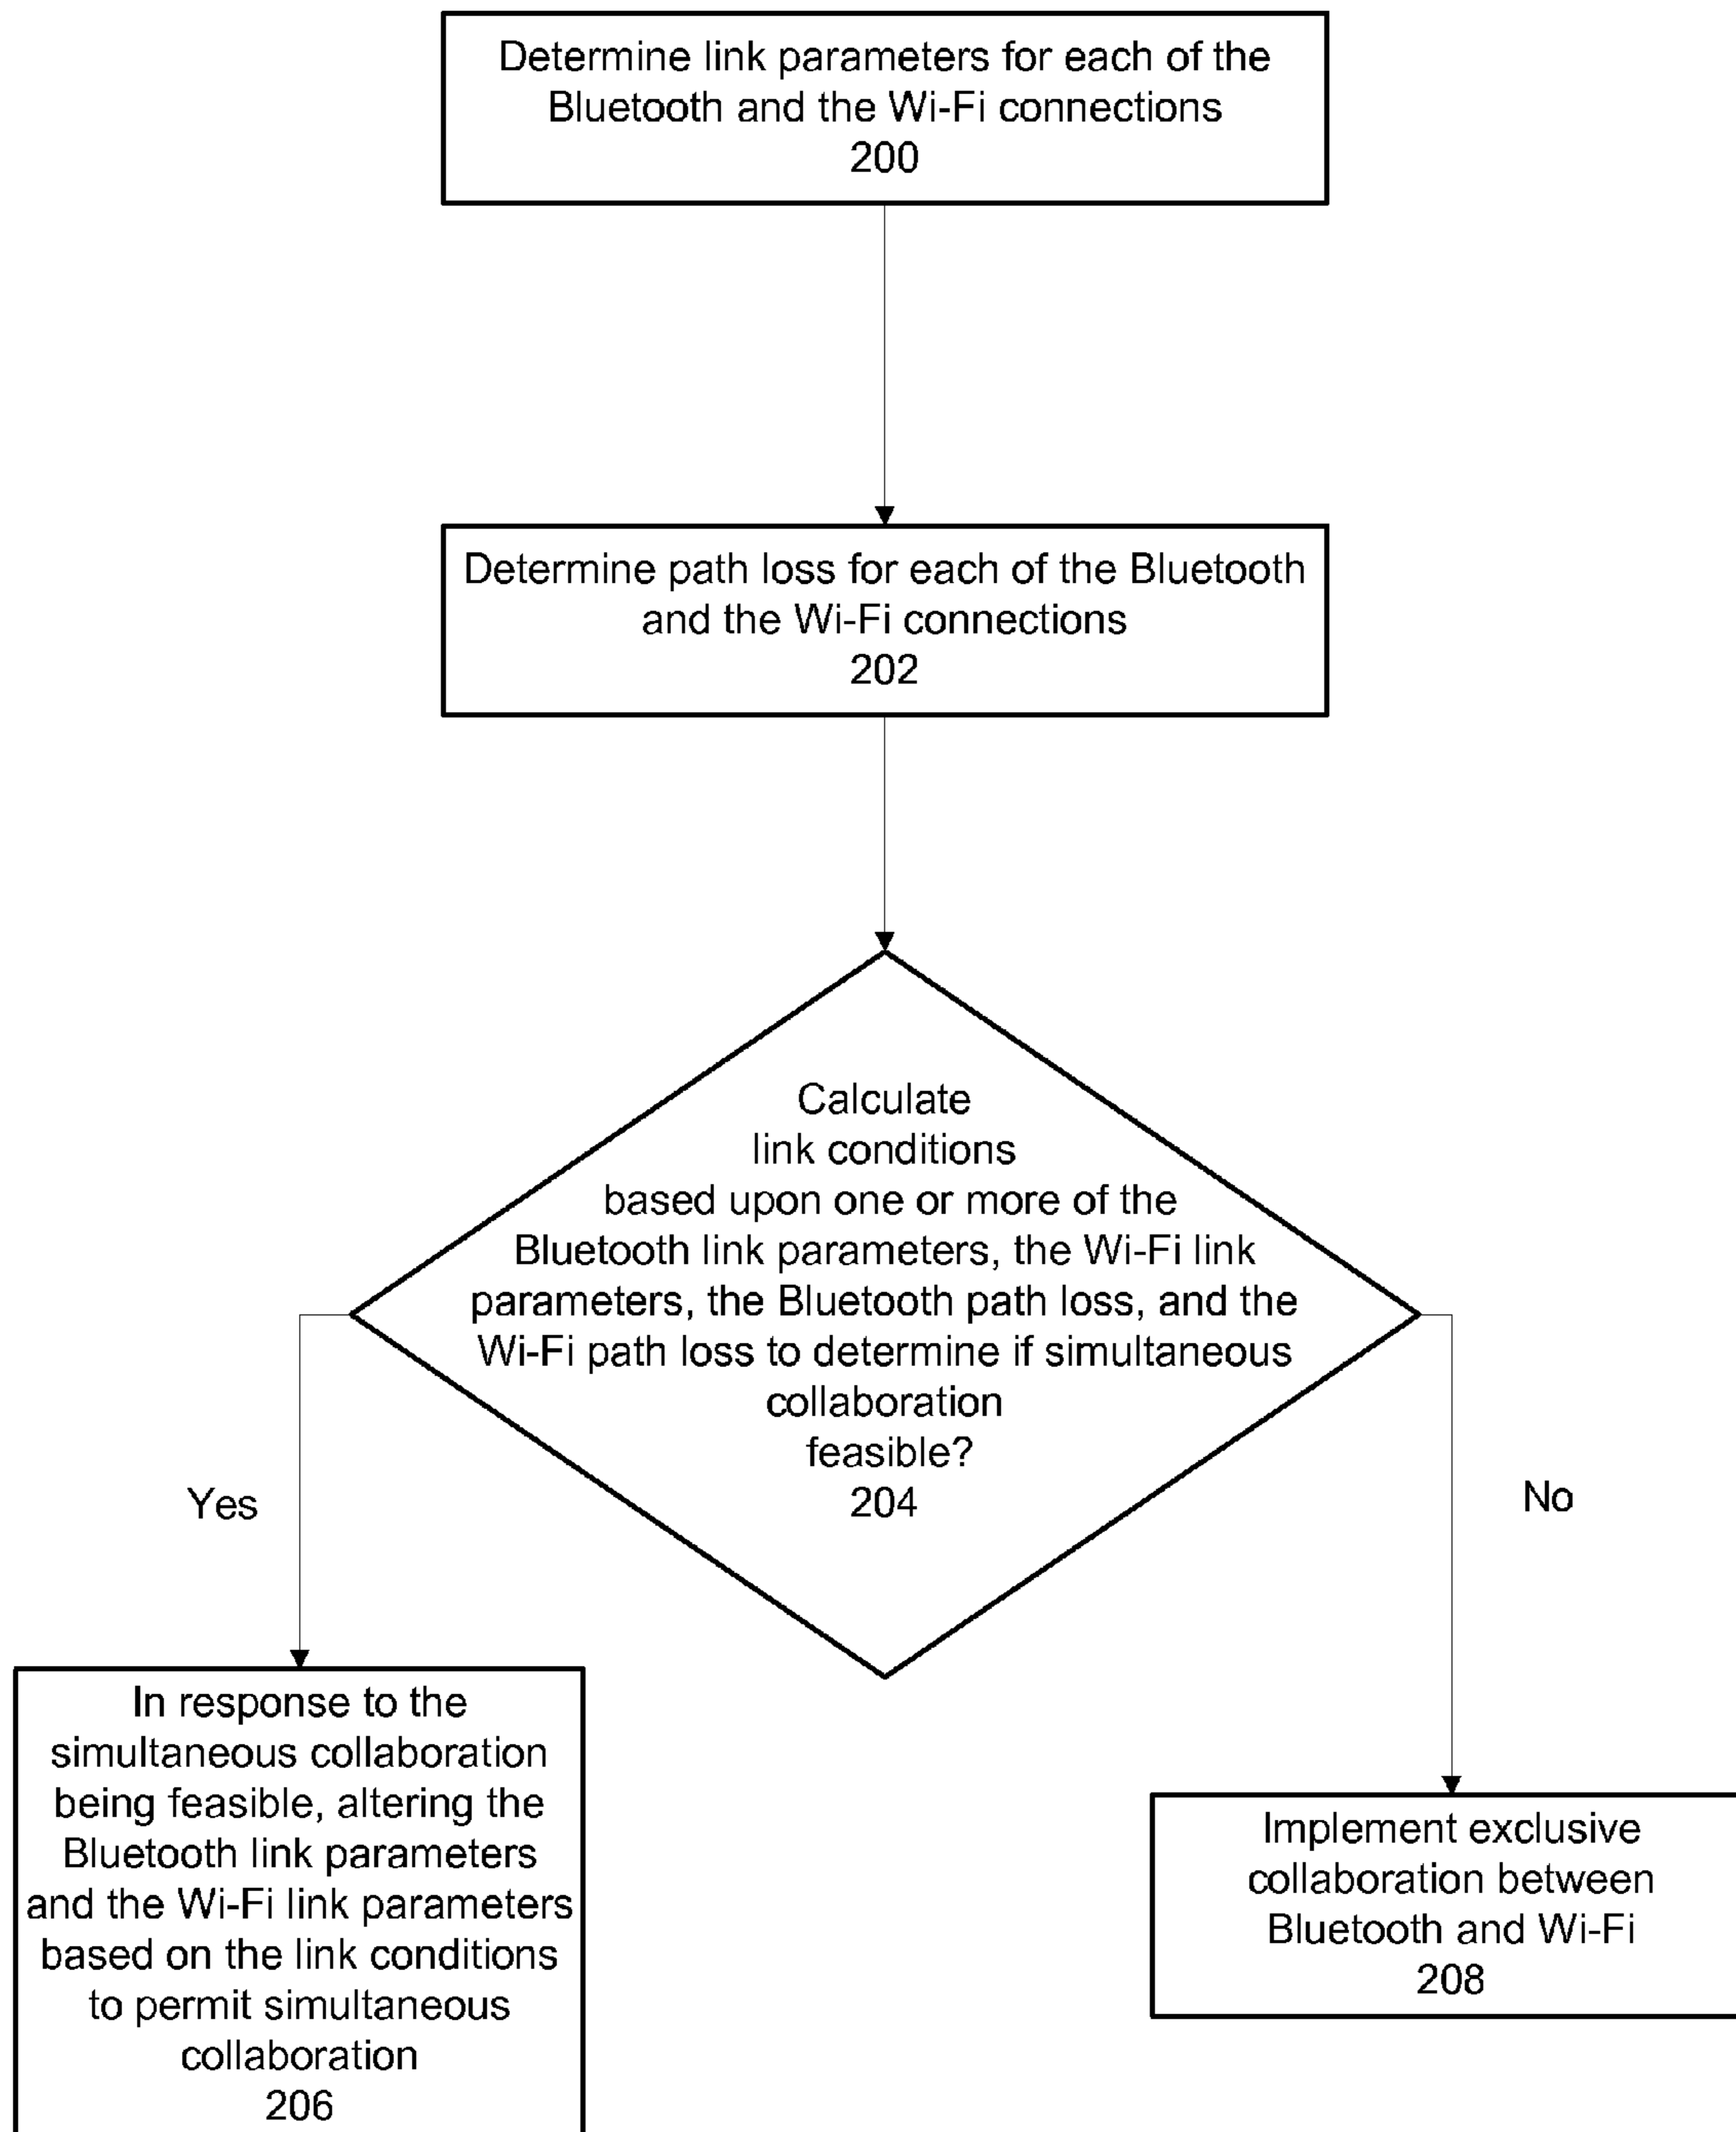 Determine link parameters for each of the
Bluetooth and the Wi-Fi connections
200
Determine path loss for each of the Bluetooth
and the Wi-Fi connections
202
Calculate
link conditions
based upon one or more of the
Bluetooth link parameters, the Wi-Fi link
parameters, the Bluetooth path loss, and the
Wi-Fi path loss to determine if simultaneous
collaboration
feasible?
204
Yes
No
In response to the
simultaneous collaboration
being feasible, altering the
Bluetooth link parameters
and the Wi-Fi link parameters
based on the link conditions
to permit simultaneous
collaboration
206
Implement exclusive
collaboration between
Bluetooth and Wi-Fi
208